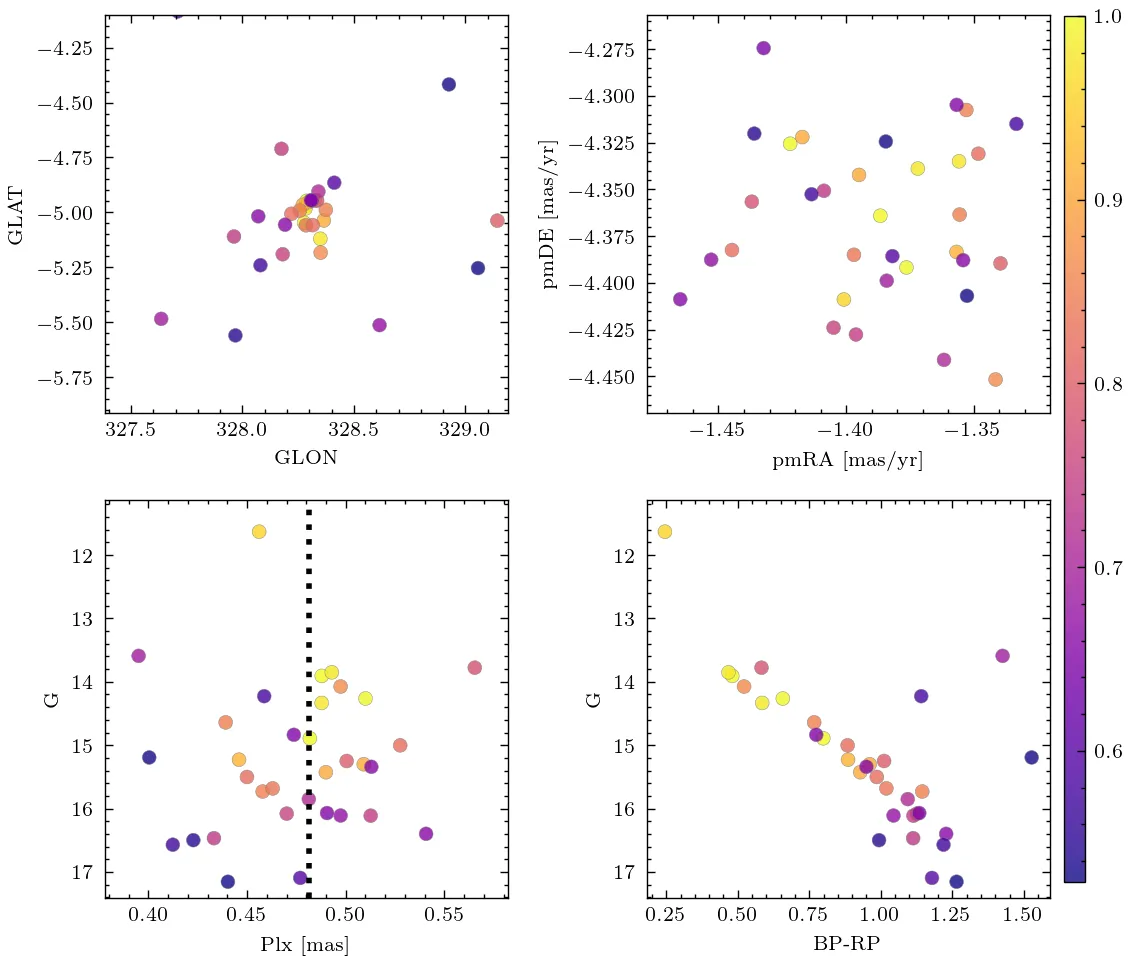 −4.25
−4.50
−4.75
−5.00
−5.25
−5.50
−5.75
GLAT
327.5 328.0 328.5 329.0
GLON
−4.275
−4.300
−4.325
−4.350
−4.375
−4.400
−4.425
−4.450
pmDE [mas/yr]
−1.45 −1.40 −1.35
pmRA [mas/yr]
1.0
0.9
0.8
0.7
0.6
12
13
14
15
16
17
G
0.40 0.45 0.50 0.55
Plx [mas]
12
13
14
15
16
17
G
0.25 0.50 0.75 1.00 1.25 1.50
BP-RP